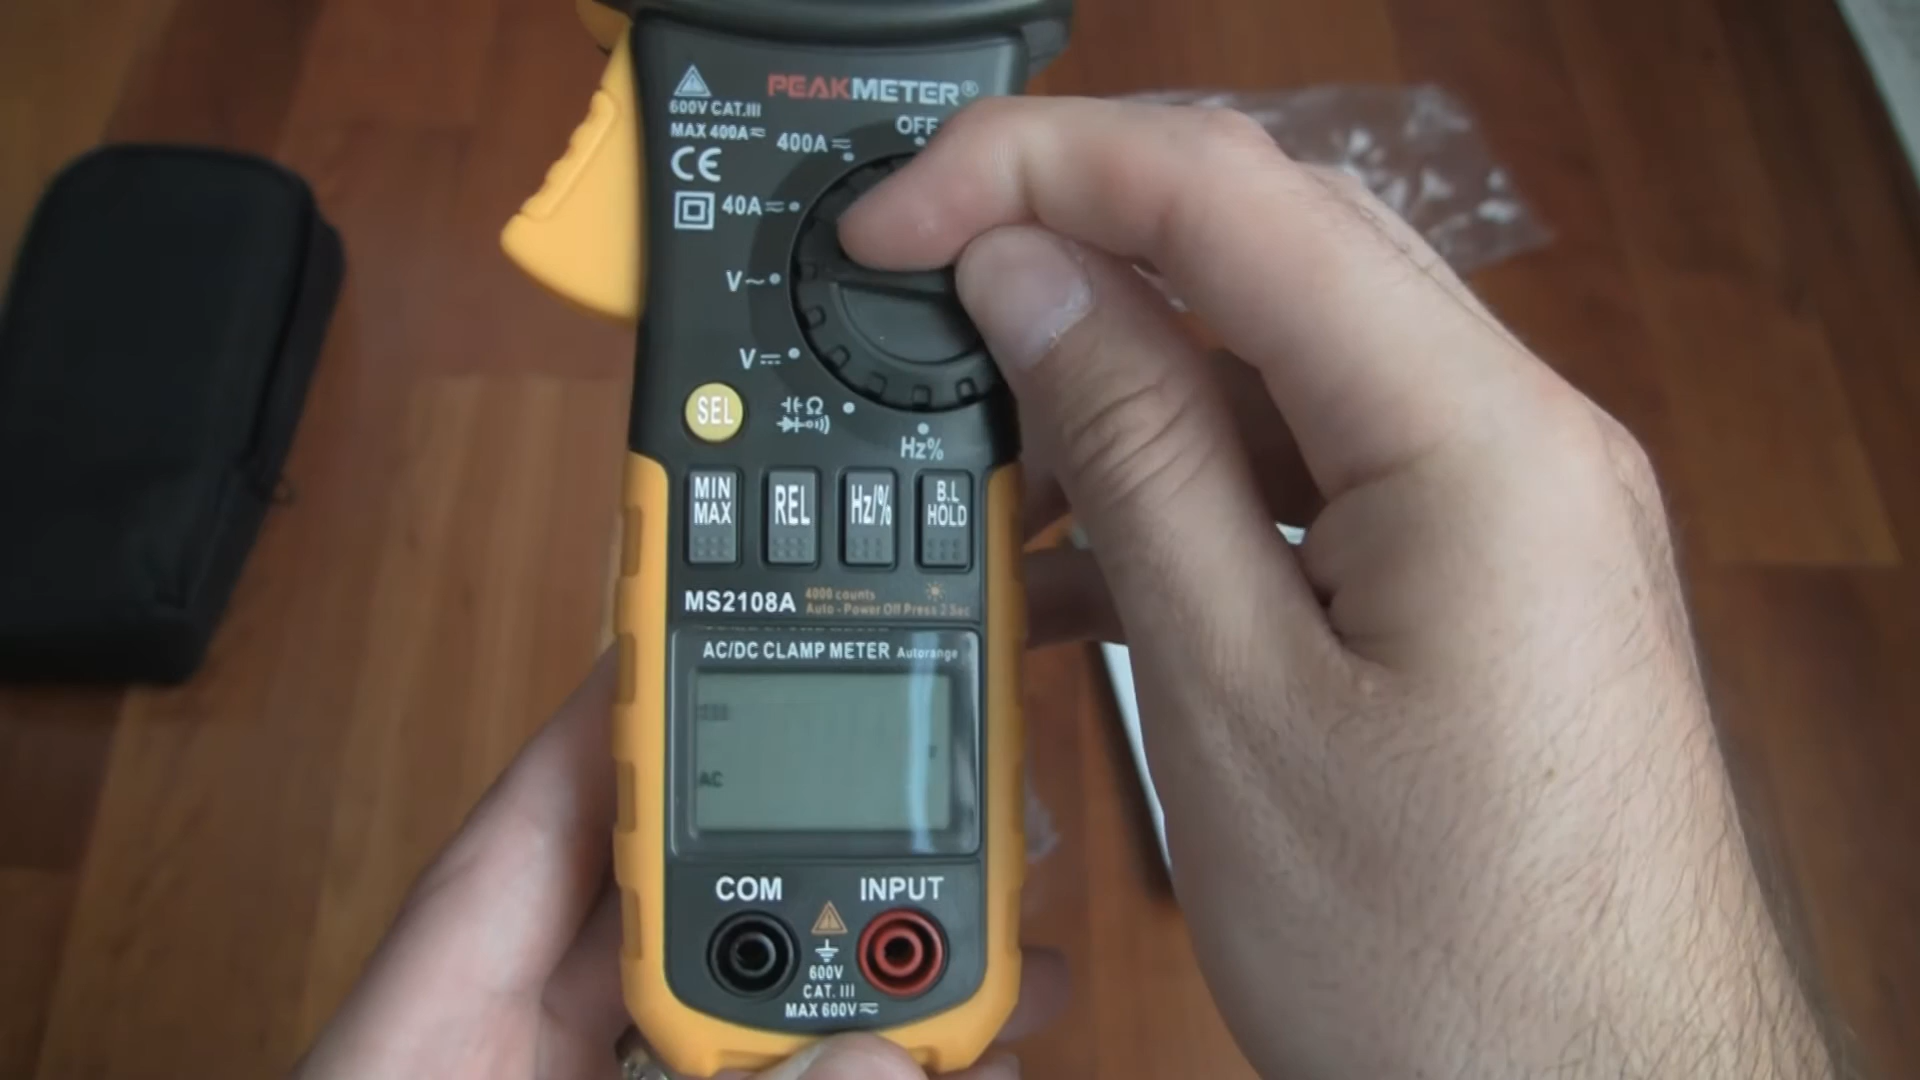 PEAKMETER®
600V CAT.III
MAX 400A
400A
OFF
CE
40A
V~
V
SEL
Ω
Hz%
MIN
MAX
REL
Hz/%
B.L
HOLD
MS2108A
4000 counts
Auto - Power Off Press 2 Sec
AC/DC CLAMP METER Autorange
AC
COM
INPUT
600V
CAT. III
MAX 600V